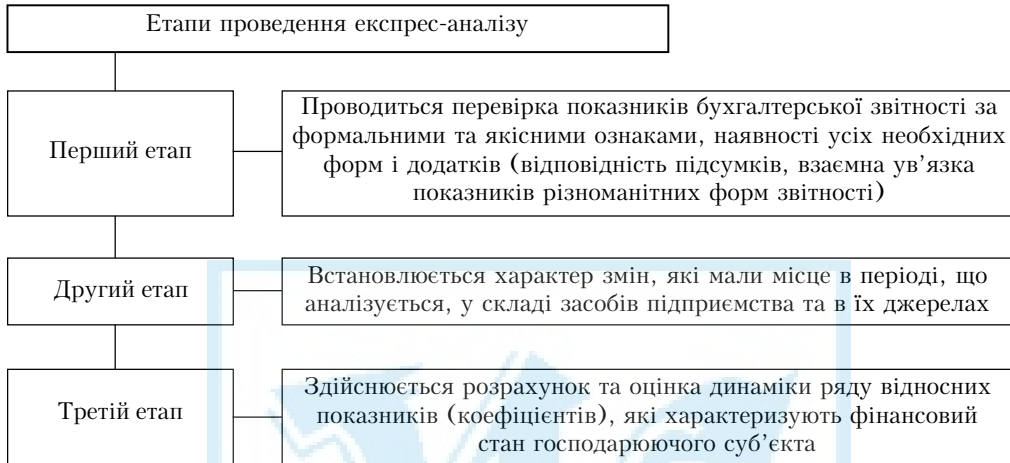 Етапи проведення експрес-аналізу
Перший етап
Проводиться перевірка показників бухгалтерської звітності за
формальними та якісними ознаками, наявності усіх необхідних
форм і додатків (відповідність підсумків, взаємна ув’язка
показників різноманітних форм звітності)
Другий етап
Встановлюється характер змін, які мали місце в періоді, що
аналізується, у складі засобів підприємства та в їх джерелах
Третій етап
Здійснюється розрахунок та оцінка динаміки ряду відносних
показників (коефіцієнтів), які характеризують фінансовий
стан господарюючого суб’єкта